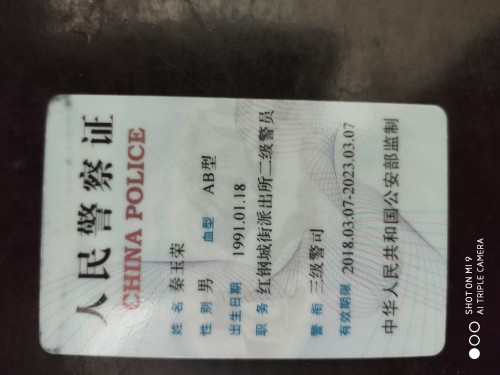 人民警察证
CHINA POLICE
姓名 秦玉荣
性别 男 血型 AB型
出生日期 1991.01.18
职务 红钢城街派出所二级警员
警衔 三级警司
有效期限 2018.03.07-2023.03.07
中华人民共和国公安部监制
SHOT ON MI 9
AI TRIPLE CAMERA